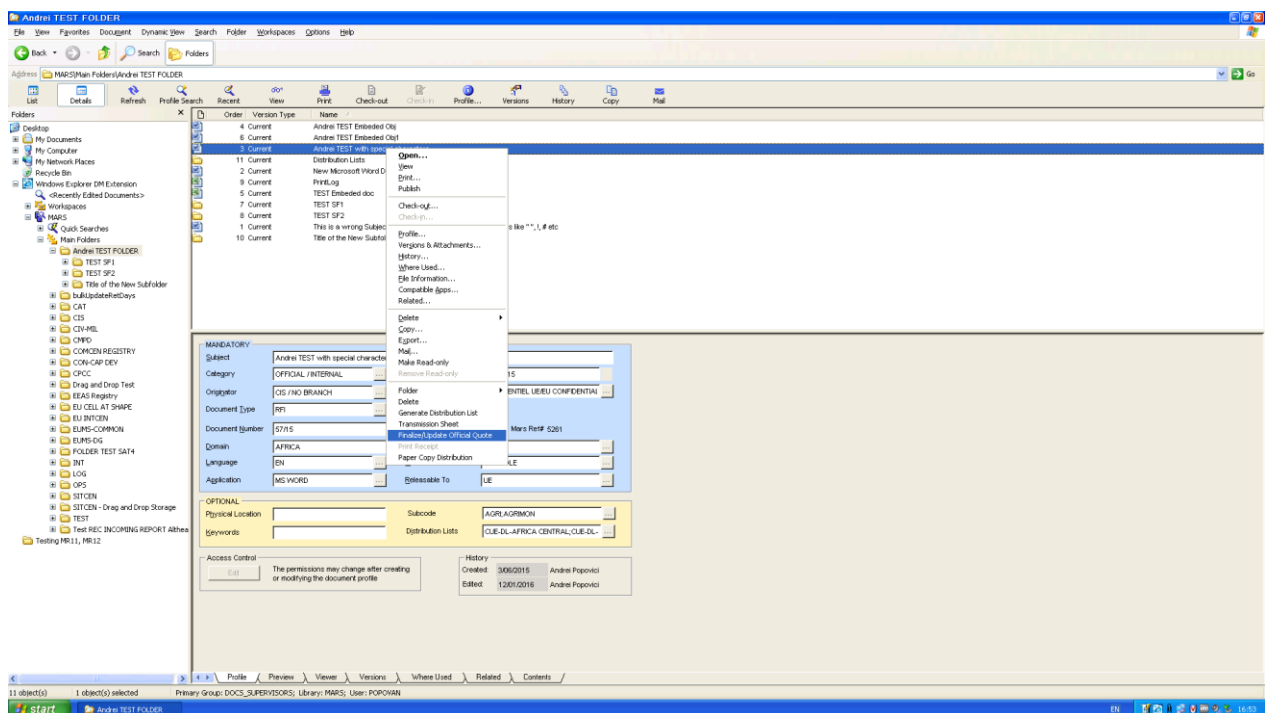 Andrei TEST FOLDER
File View Favorites Document Dynamic View Search Folder Workspaces Options Help
Back Search Folders
Address MARS\Main Folders\Andrei TEST FOLDER Go
List Details Refresh Profile Search Recent View Print Check-out Check-in Profile... Versions History Copy Mail
Folders
Desktop
My Documents
My Computer
My Network Places
Recycle Bin
Windows Explorer DM Extension
<Recently Edited Documents>
Workspaces
MARS
Quick Searches
Main Folders
Andrei TEST FOLDER
TEST SF1
TEST SF2
Title of the New Subfolder
bulkUpdateRetDays
CAT
CIS
CIV-MIL
CMPD
COMCEN REGISTRY
CON-CAP DEV
CPCC
Drag and Drop Test
EEAS Registry
EU CELL AT SHAPE
EU INTCEN
EUMS-COMMON
EUMS-DG
FOLDER TEST SAT4
INT
LOG
OPS
SITCEN
SITCEN - Drag and Drop Storage
TEST
Test REC INCOMING REPORT Althea
Testing MR11, MR12
Order Version Type Name
4 Current Andrei TEST Embeded Obj
6 Current Andrei TEST Embeded Obj1
3 Current Andrei TEST with special characters
11 Current Distribution Lists
2 Current New Microsoft Word D
9 Current PrintLog
5 Current TEST Embeded doc
7 Current TEST SF1
8 Current TEST SF2
1 Current This is a wrong Subjec s like "", !, # etc
10 Current Title of the New Subfol
Open...
View
Print...
Publish
Check-out...
Check-in...
Profile...
Versions & Attachments...
History...
Where Used...
File Information...
Compatible Apps...
Related...
Delete
Copy...
Export...
Mail...
Make Read-only
Remove Read-only
Folder
Delete
Generate Distribution List
Transmission Sheet
Finalize/Update Official Quote
Print Receipt
Paper Copy Distribution
MANDATORY
Subject Andrei TEST with special character
Category OFFICIAL / INTERNAL ... 15
Originator CIS / NO BRANCH ... ENTIEL UE/EU CONFIDENTIAL ...
Document Type RFI ...
Document Number 57/15 Mars Ref# 5261
Domain AFRICA ...
Language EN ... LE ...
Application MS WORD ... Releasable To UE ...
OPTIONAL
Physical Location Subcode AGRI;AGRIMON ...
Keywords Distribution Lists CUE-DL-AFRICA CENTRAL;CUE-DL- ...
Access Control
Edit The permissions may change after creating or modifying the document profile
History
Created: 3/06/2015 Andrei Popovici
Edited: 12/01/2016 Andrei Popovici
Profile Preview Viewer Versions Where Used Related Contents
11 object(s) 1 object(s) selected Primary Group: DOCS_SUPERVISORS; Library: MARS; User: POPOVAN
start Andrei TEST FOLDER EN 16:53